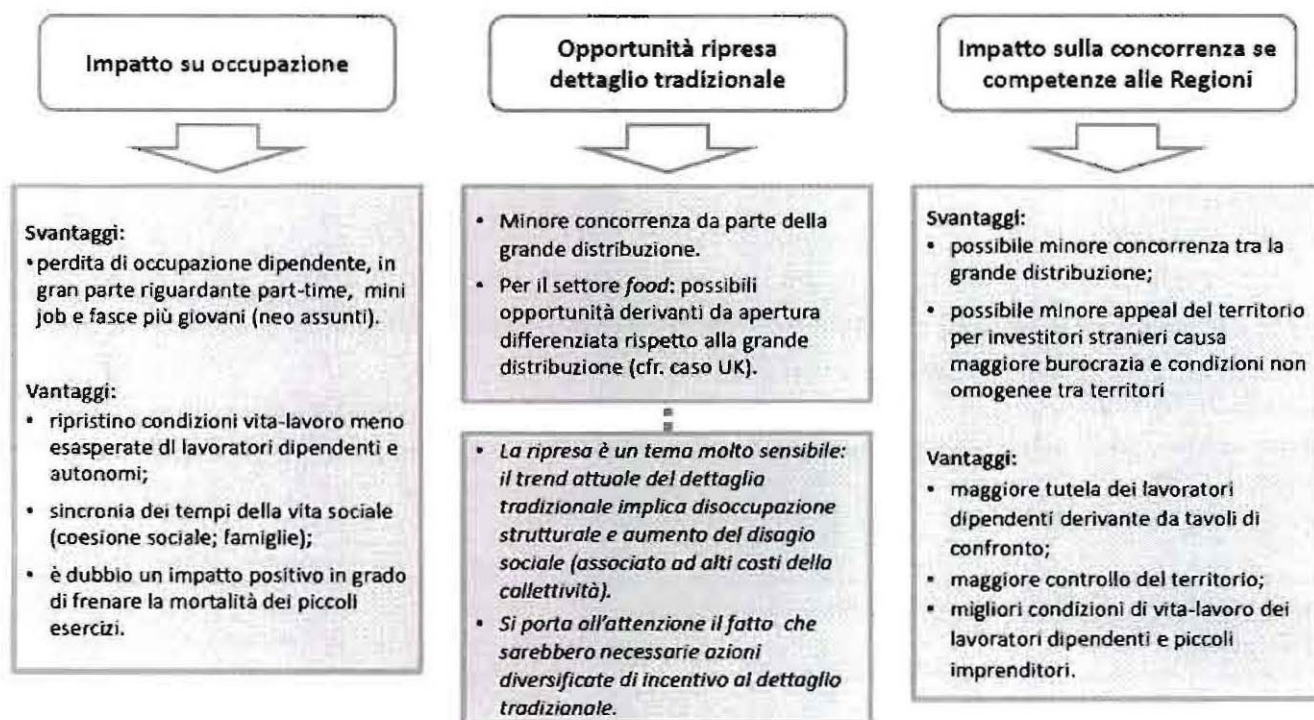 Impatto su occupazione
Svantaggi:
• perdita di occupazione dipendente, in
gran parte riguardante part-time, mini
job e fasce più giovani (neo assunti).
Vantaggi:
• ripristino condizioni vita-lavoro meno
esasperate di lavoratori dipendenti e
autonomi;
• sincronia dei tempi della vita sociale
(coesione sociale; famiglie);
• è dubbio un impatto positivo in grado
di frenare la mortalità dei piccoli
esercizi.
Opportunità ripresa
dettaglio tradizionale
• Minore concorrenza da parte della
grande distribuzione.
• Per il settore food: possibili
opportunità derivanti da apertura
differenziata rispetto alla grande
distribuzione (cfr. caso UK).
• La ripresa è un tema molto sensibile:
il trend attuale del dettaglio
tradizionale implica disoccupazione
strutturale e aumento del disagio
sociale (associato ad alti costi della
collettività).
• Si porta all'attenzione il fatto che
sarebbero necessarie azioni
diversificate di incentivo al dettaglio
tradizionale.
Impatto sulla concorrenza se
competenze alle Regioni
Svantaggi:
• possibile minore concorrenza tra la
grande distribuzione;
• possibile minore appeal del territorio
per investitori stranieri causa
maggiore burocrazia e condizioni non
omogenee tra territori
Vantaggi:
• maggiore tutela dei lavoratori
dipendenti derivante da tavoli di
confronto;
• maggiore controllo del territorio;
• migliori condizioni di vita-lavoro dei
lavoratori dipendenti e piccoli
imprenditori.